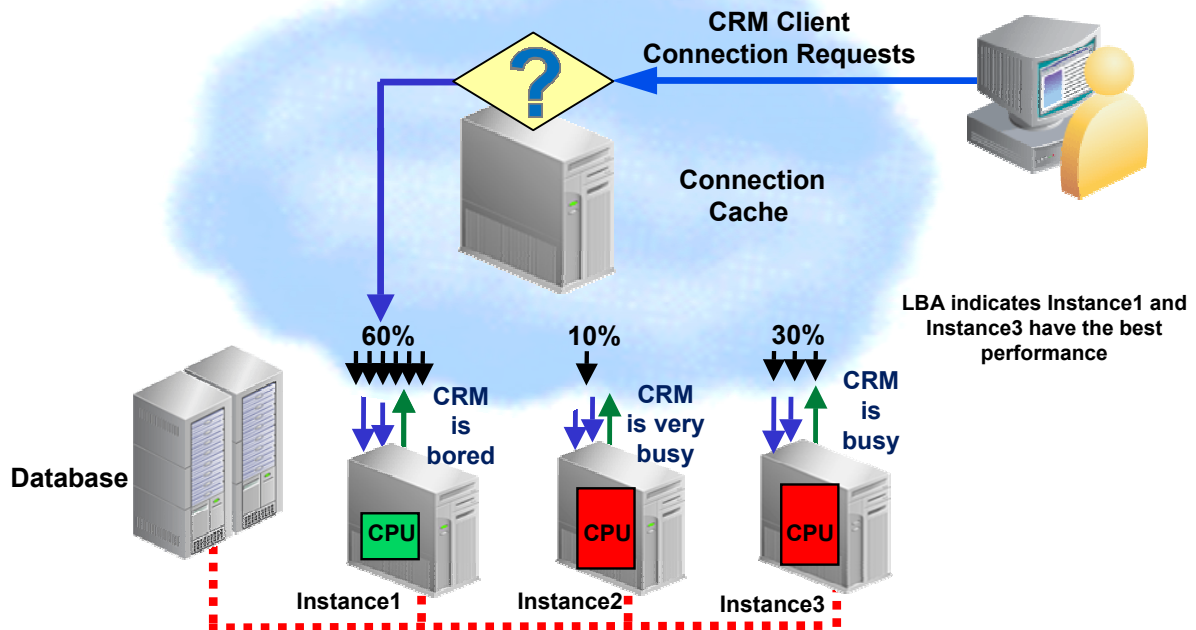 CRM Client
Connection Requests
?
Connection
Cache
LBA indicates Instance1 and
Instance3 have the best
performance
60%
10%
30%
CRM
is
bored
CRM
is very
busy
CRM
is
busy
Database
CPU
CPU
CPU
Instance1
Instance2
Instance3